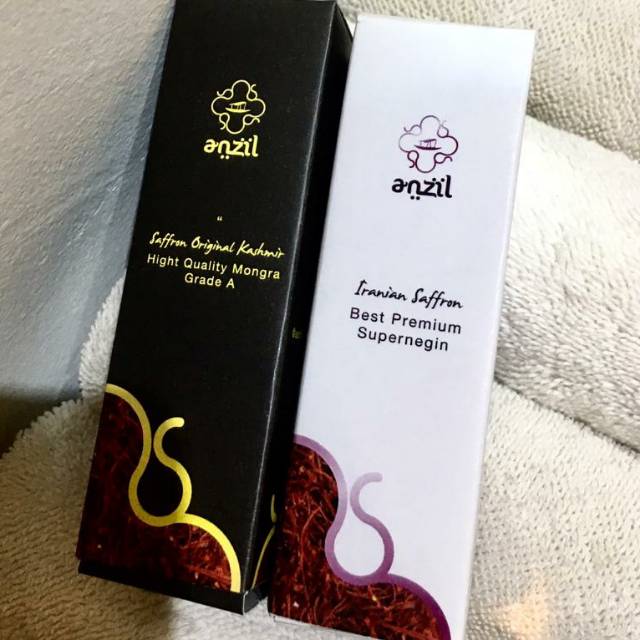 anzil
“
Saffron Original Kashmir
Hight Quality Mongra
Grade A
anzil
Iranian Saffron
Best Premium
Supernegin